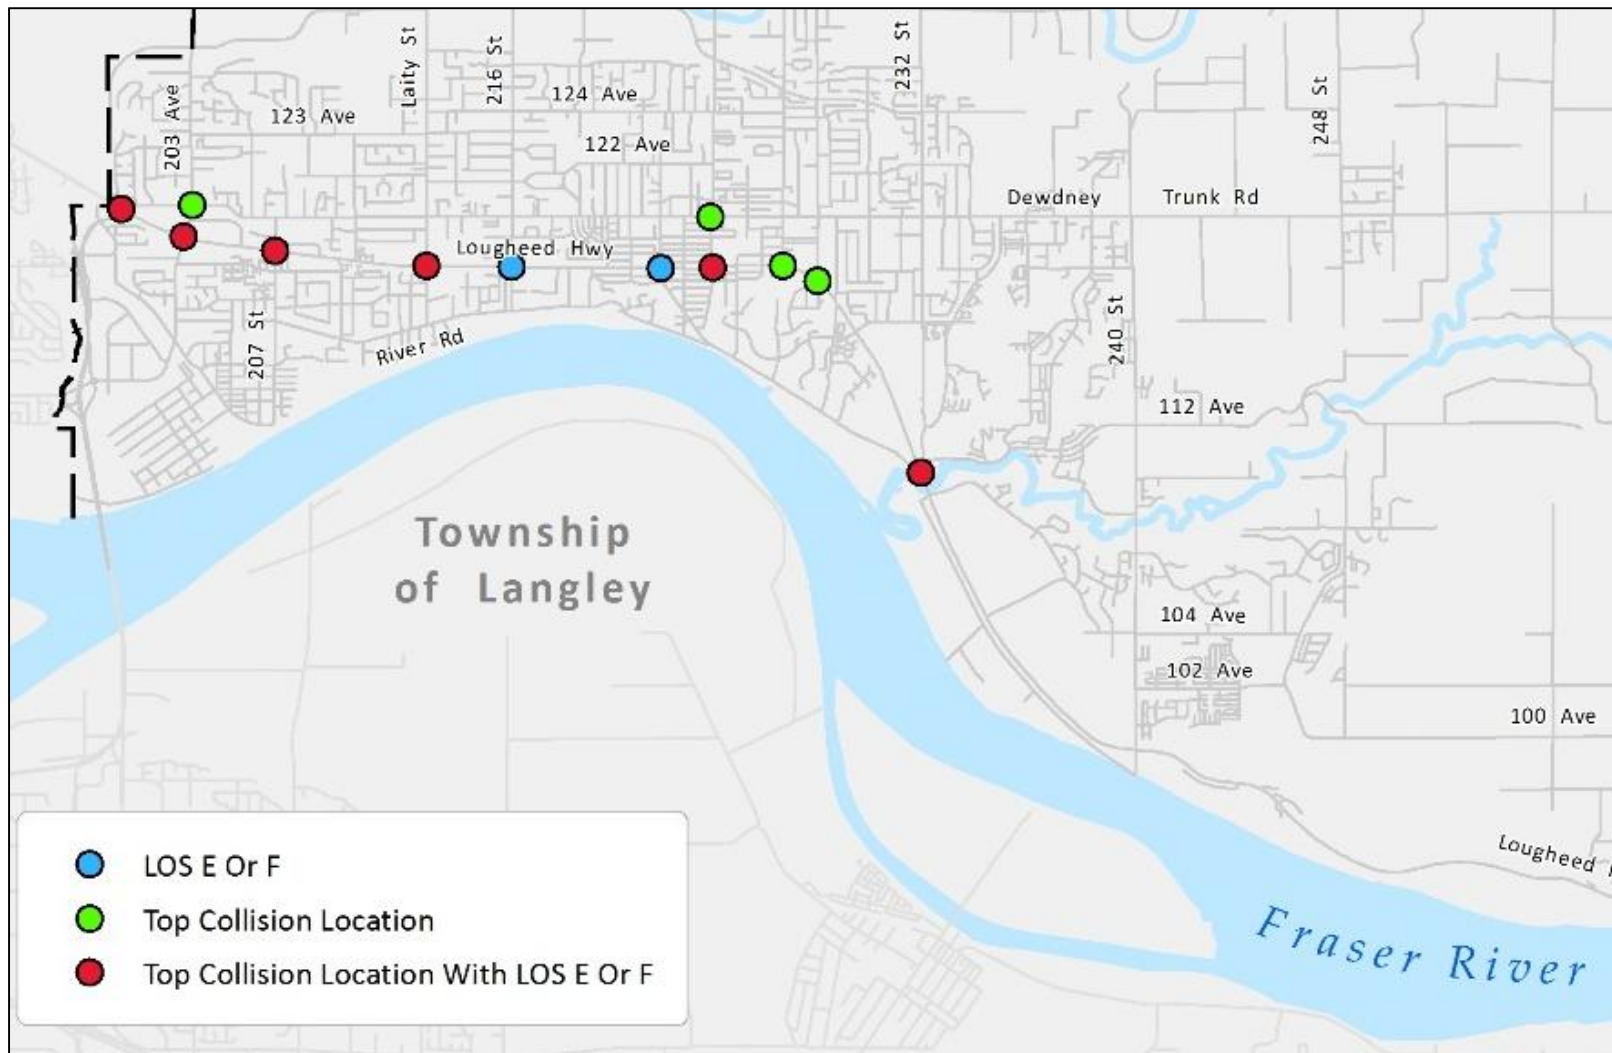 203 Ave
123 Ave
Laity St
216 St
124 Ave
122 Ave
232 St
248 St
Dewdney Trunk Rd
Lougheed Hwy
207 St
River Rd
240 St
112 Ave
Township
of Langley
104 Ave
102 Ave
100 Ave
Lougheed
Fraser River
LOS E Or F
Top Collision Location
Top Collision Location With LOS E Or F